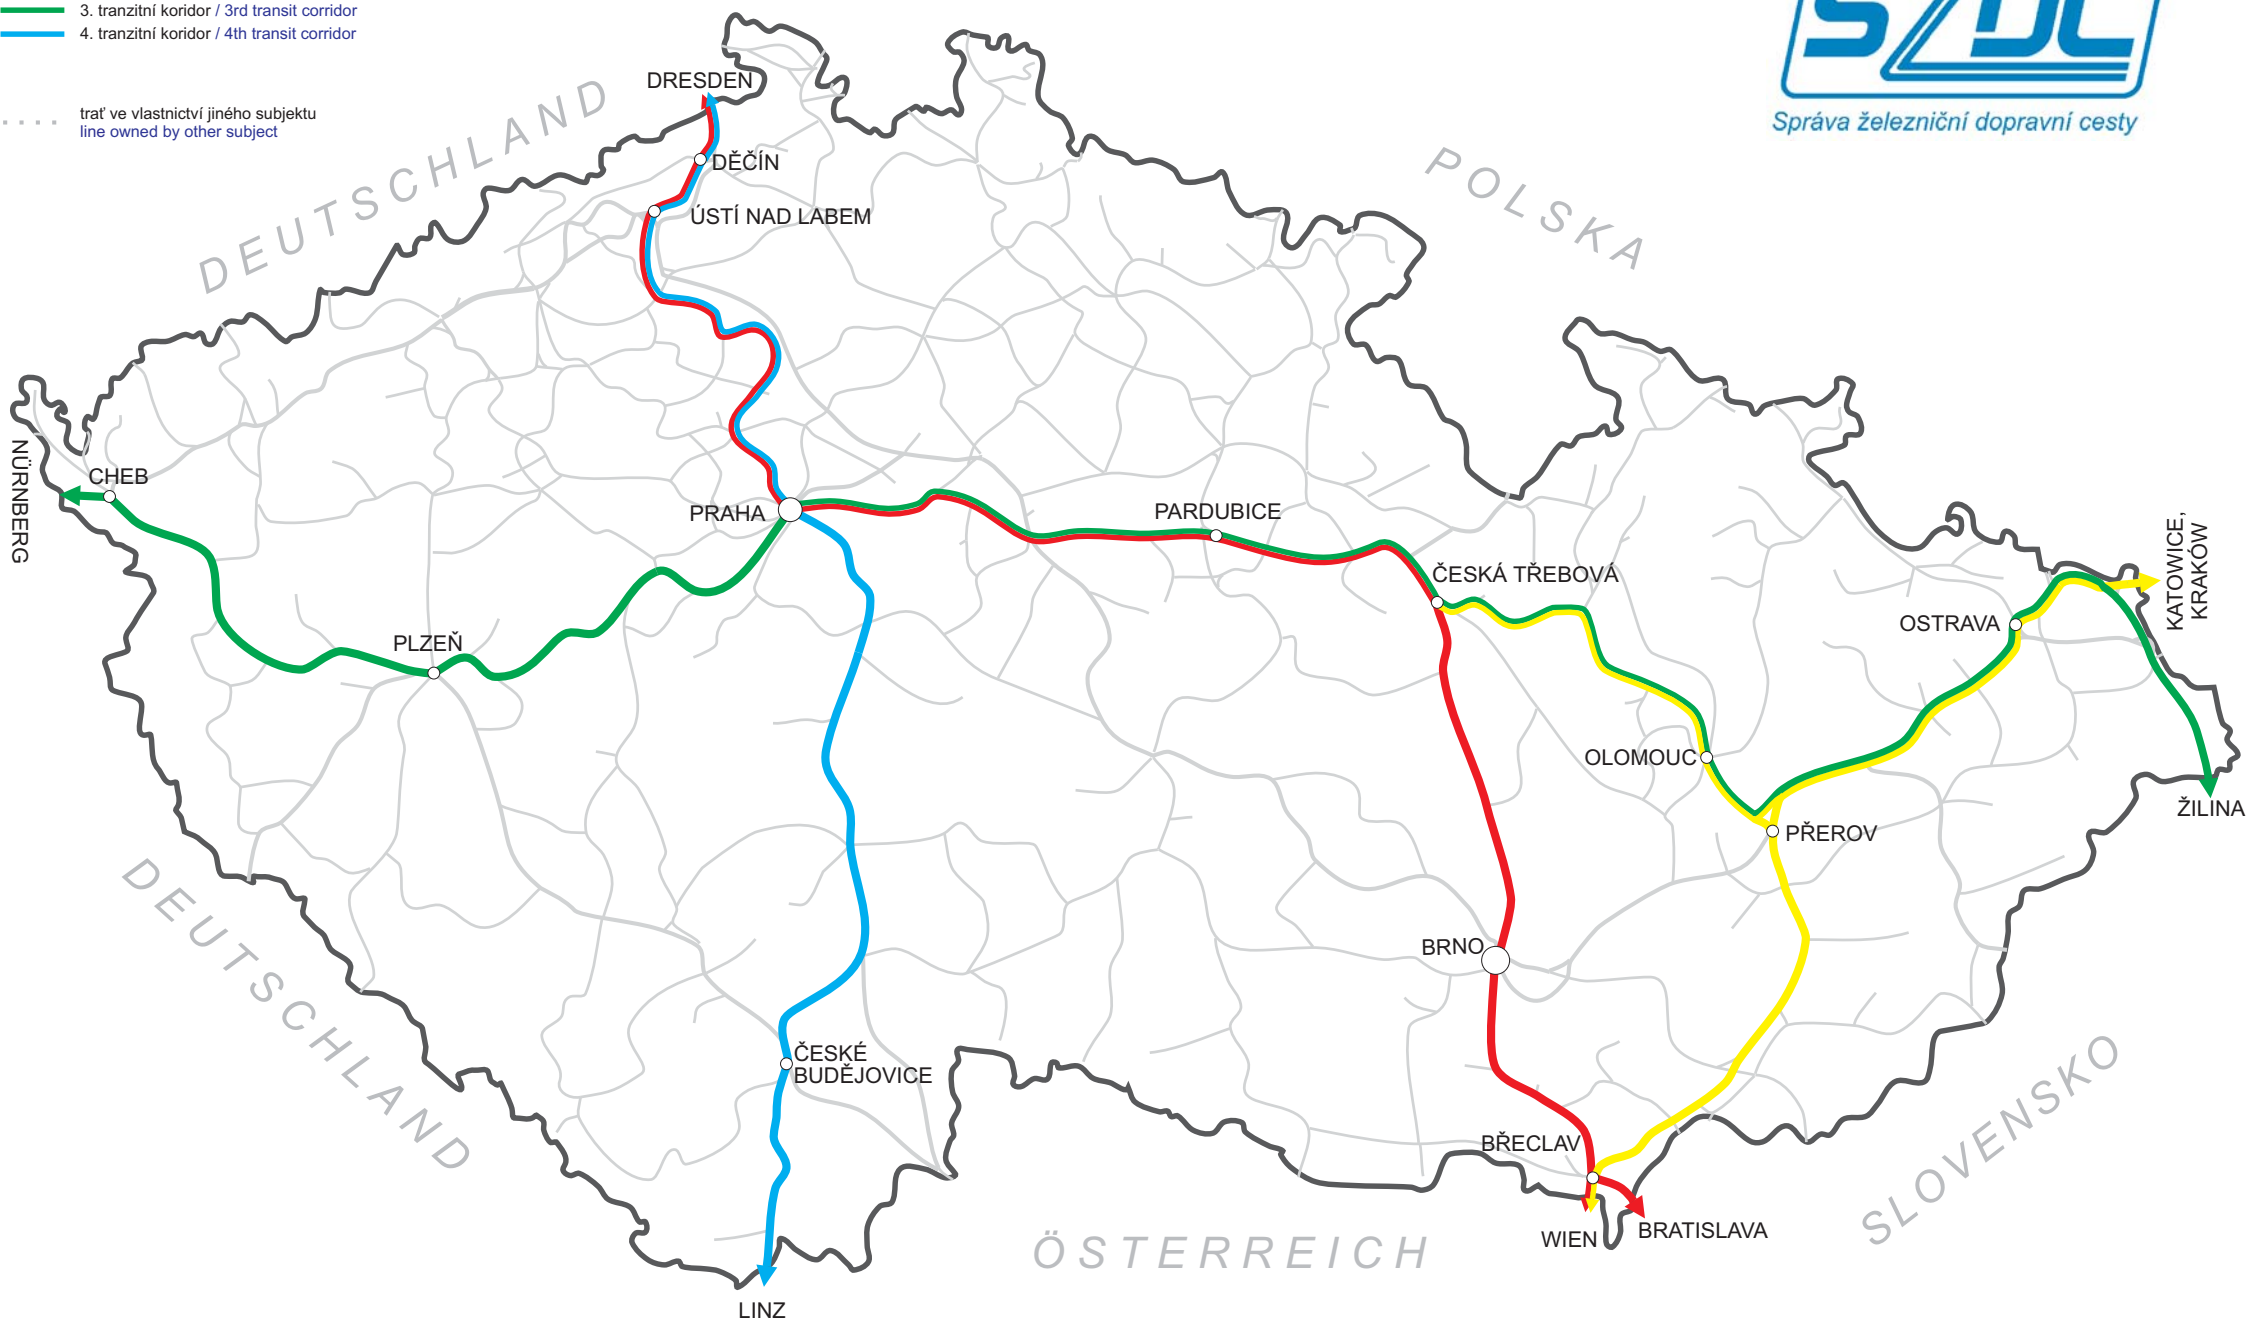 3. tranzitní koridor / 3rd transit corridor
4. tranzitní koridor / 4th transit corridor
trať ve vlastnictví jiného subjektu
line owned by other subject
SŽDC
Správa železniční dopravní cesty
DEUTSCHLAND
POLSKA
DRESDEN
DĚČÍN
ÚSTÍ NAD LABEM
NÜRNBERG
CHEB
PRAHA
PARDUBICE
ČESKÁ TŘEBOVÁ
KATOWICE,
KRAKÓW
OSTRAVA
PLZEŇ
OLOMOUC
PŘEROV
ŽILINA
DEUTSCHLAND
BRNO
ČESKÉ
BUDĚJOVICE
BŘECLAV
SLOVENSKO
WIEN
BRATISLAVA
ÖSTERREICH
LINZ